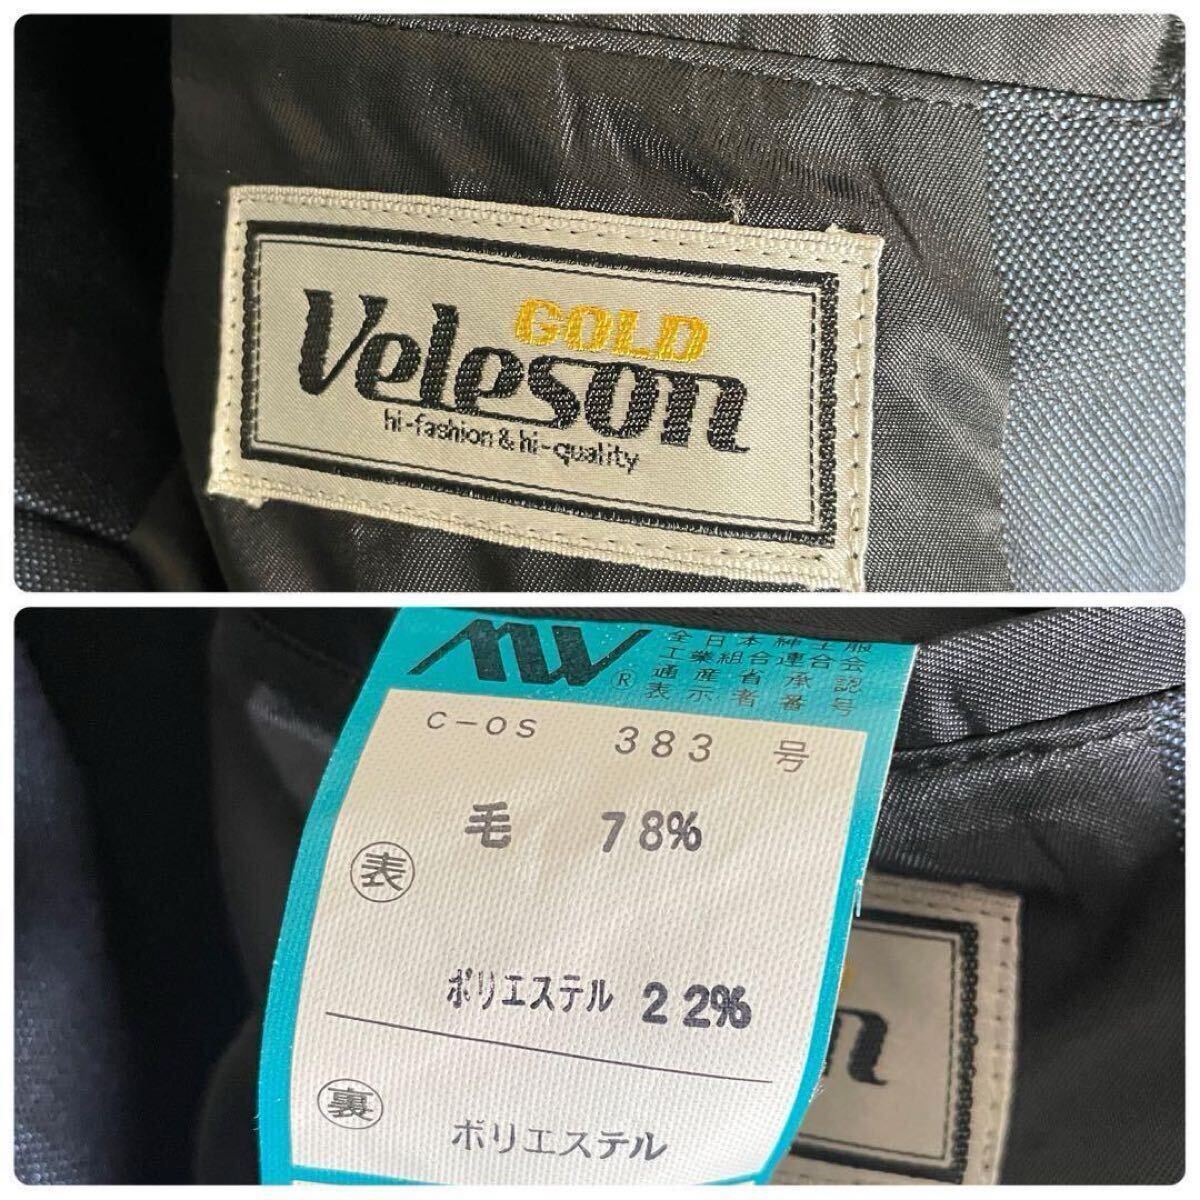 GOLD
Veleson
hi-fashion & hi-quality
MW®
全日本紳士服
工業組合連合会
通産省承認
表示者番号
C-OS 383 号
毛 78%
表
ポリエステル 22%
裏
ポリエステル
on